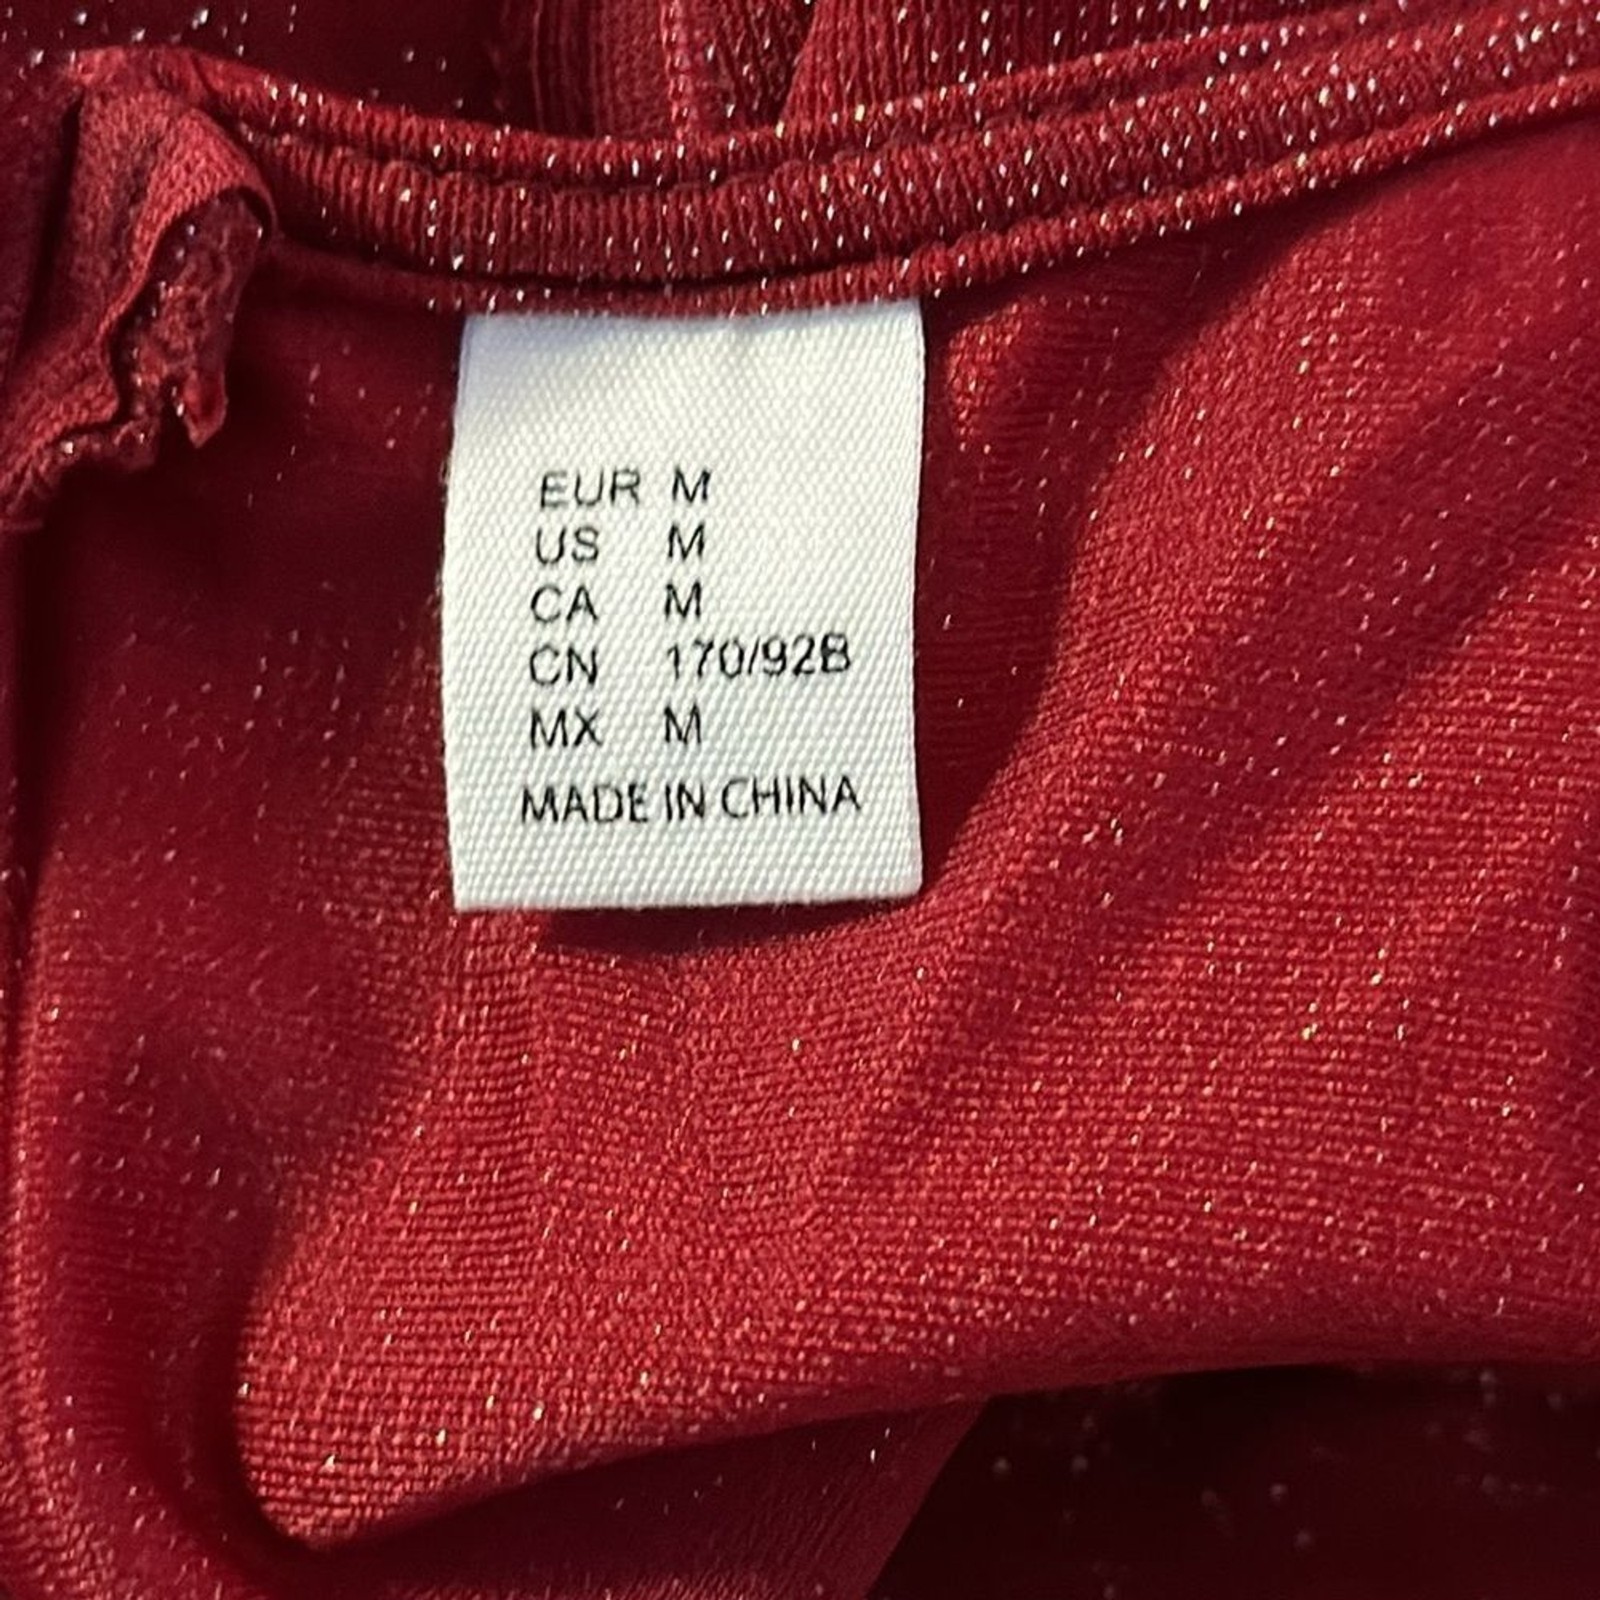 EUR M
US M
CA M
CN 170/92B
MX M
MADE IN CHINA